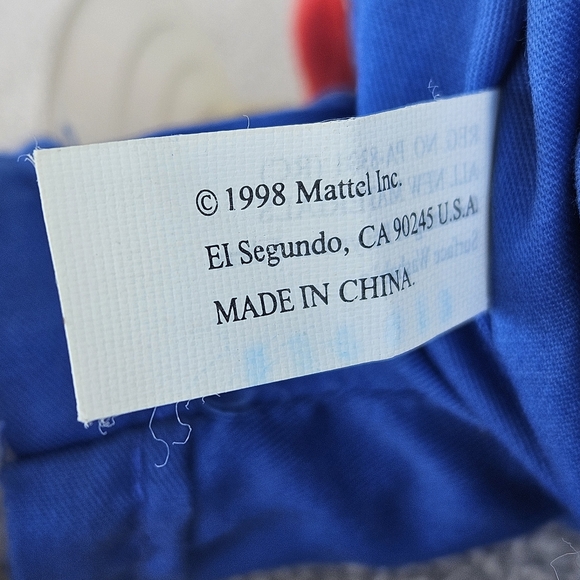 © 1998 Mattel Inc.
El Segundo, CA 90245 U.S.A.
MADE IN CHINA.